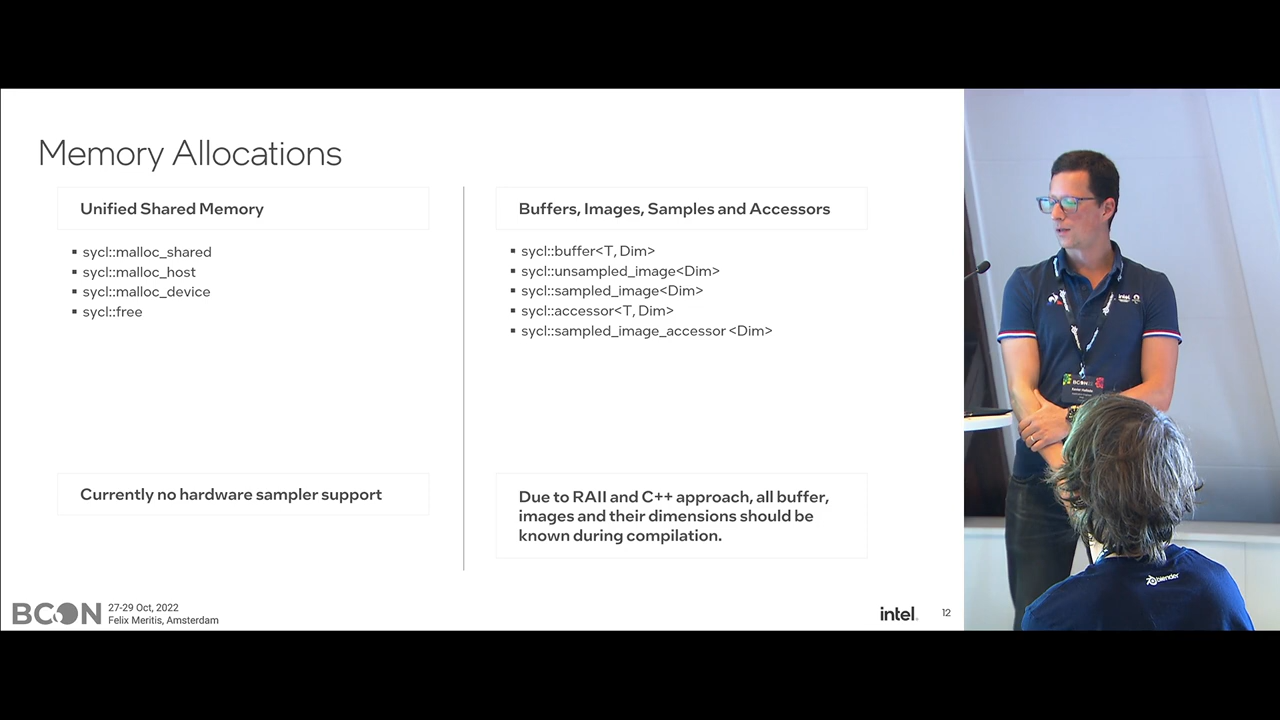 Memory Allocations
Unified Shared Memory
▪ sycl::malloc_shared
▪ sycl::malloc_host
▪ sycl::malloc_device
▪ sycl::free
Currently no hardware sampler support
Buffers, Images, Samples and Accessors
▪ sycl::buffer<T, Dim>
▪ sycl::unsampled_image<Dim>
▪ sycl::sampled_image<Dim>
▪ sycl::accessor<T, Dim>
▪ sycl::sampled_image_accessor <Dim>
Due to RAII and C++ approach, all buffer,
images and their dimensions should be
known during compilation.
BCON
27-29 Oct, 2022
Felix Meritis, Amsterdam
intel.
12
intel
BCON
blender